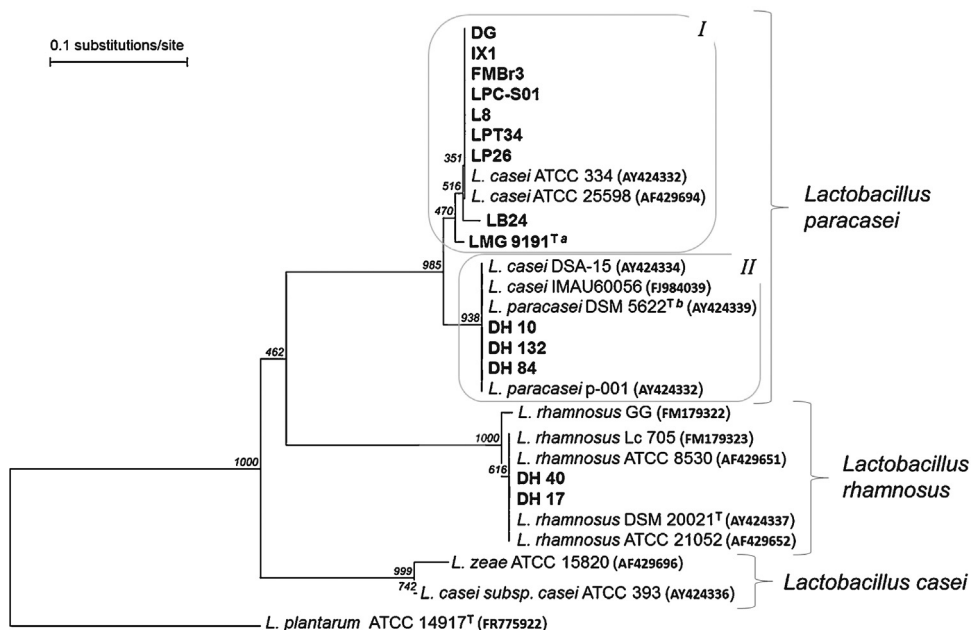 0.1 substitutions/site
I
DG
IX1
FMBr3
LPC-S01
L8
LPT34
LP26
351
L. casei ATCC 334 (AY424332)
516
L. casei ATCC 25598 (AF429694)
470
LB24
LMG 9191ᵀ ᵃ
Lactobacillus
paracasei
985
II
L. casei DSA-15 (AY424334)
L. casei IMAU60056 (FJ984039)
L. paracasei DSM 5622ᵀ ᵇ (AY424339)
938
DH 10
DH 132
DH 84
L. paracasei p-001 (AY424332)
462
L. rhamnosus GG (FM179322)
1000
L. rhamnosus Lc 705 (FM179323)
L. rhamnosus ATCC 8530 (AF429651)
616
DH 40
DH 17
L. rhamnosus DSM 20021ᵀ (AY424337)
L. rhamnosus ATCC 21052 (AF429652)
Lactobacillus
rhamnosus
1000
L. zeae ATCC 15820 (AF429696)
999
742
L. casei subsp. casei ATCC 393 (AY424336)
Lactobacillus casei
L. plantarum ATCC 14917ᵀ (FR775922)